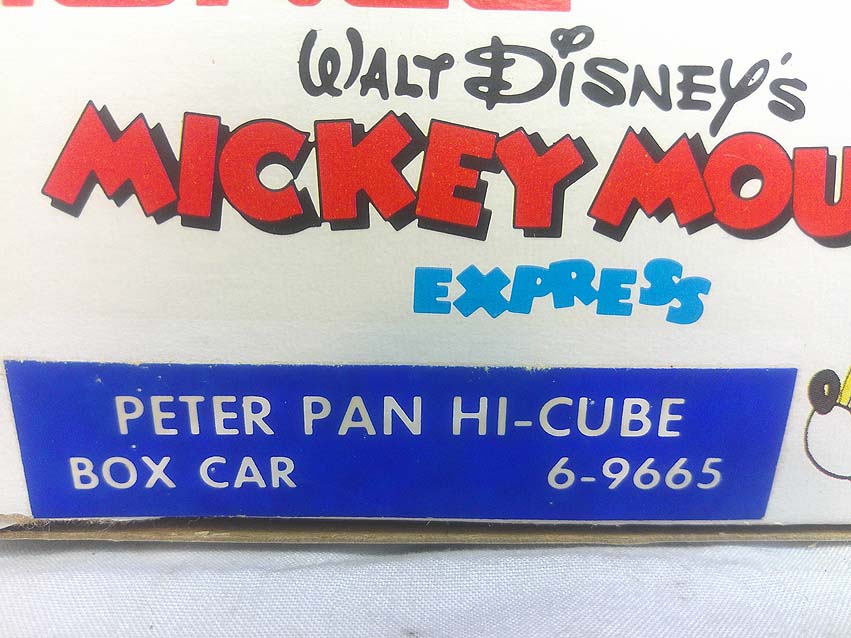 WALT DISNEY'S
MICKEY MOU
EXPRESS
PETER PAN HI-CUBE
BOX CAR 6-9665